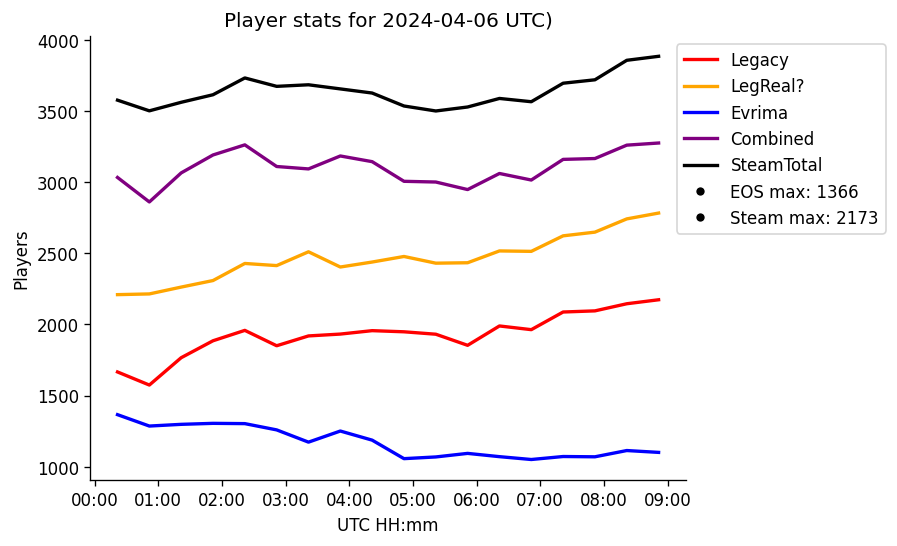 Player stats for 2024-04-06 UTC)
4000
3500
3000
2500
2000
1500
1000
Players
00:00 01:00 02:00 03:00 04:00 05:00 06:00 07:00 08:00 09:00
UTC HH:mm
Legacy
LegReal?
Evrima
Combined
SteamTotal
EOS max: 1366
Steam max: 2173